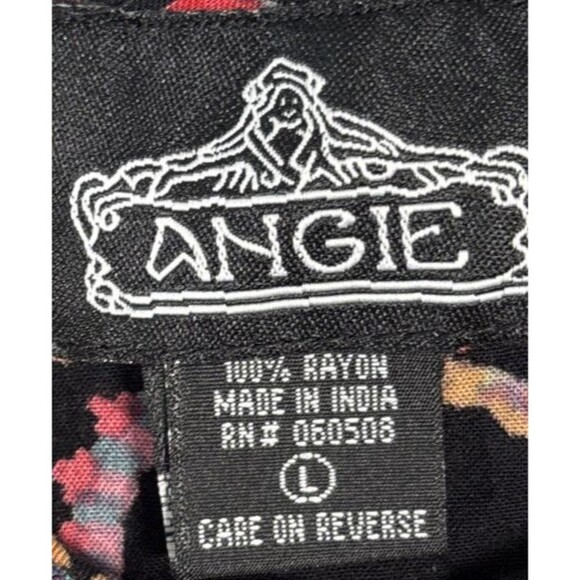 ANGIE
100% RAYON
MADE IN INDIA
RN# 060508
L
CARE ON REVERSE